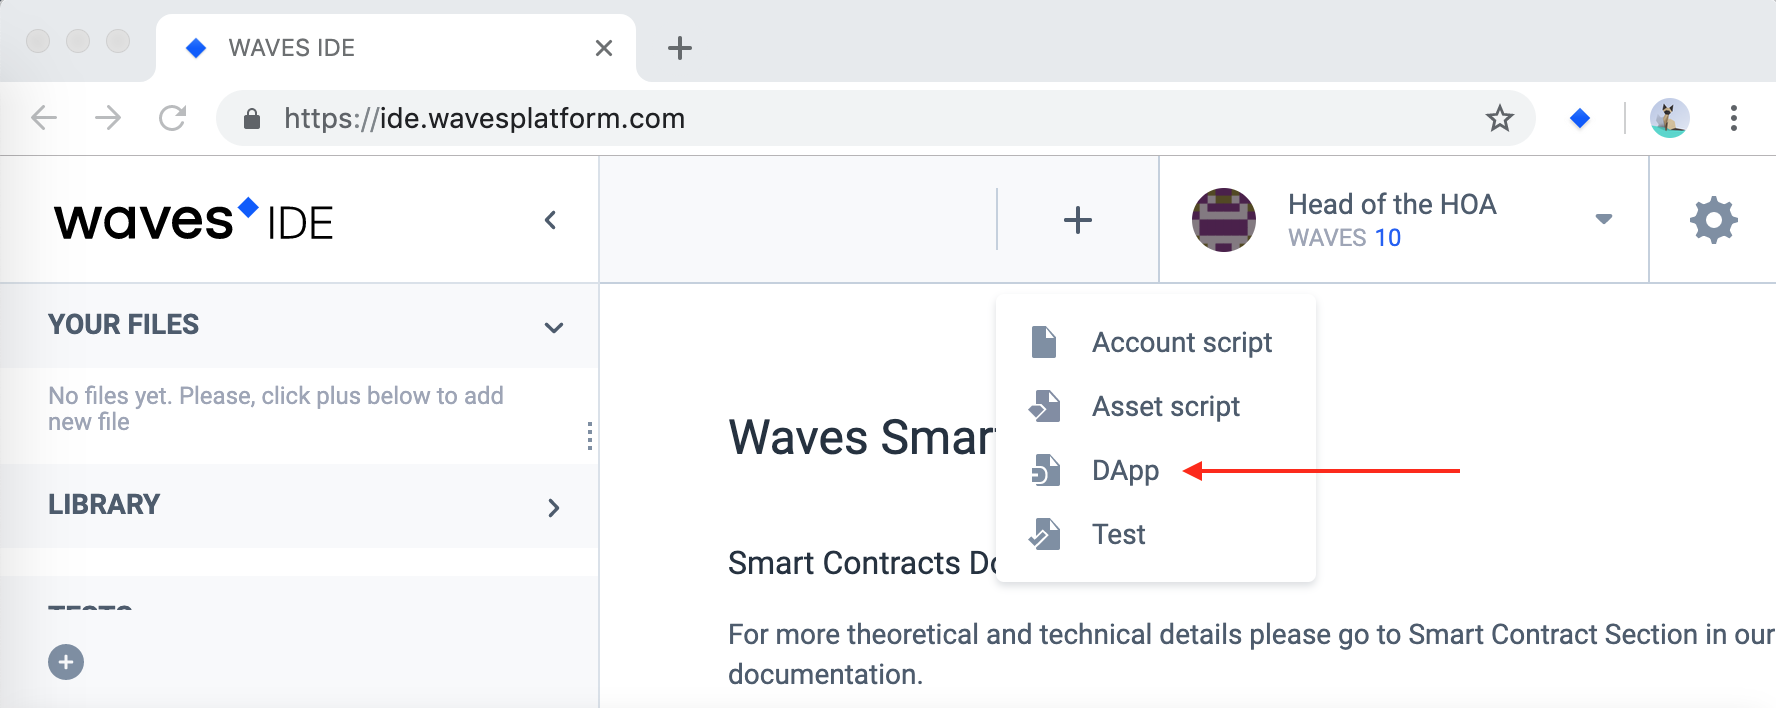 WAVES IDE
https://ide.wavesplatform.com
waves IDE
Head of the HOA
WAVES 10
YOUR FILES
No files yet. Please, click plus below to add
new file
LIBRARY
TESTS
Account script
Asset script
DApp
Test
Waves Smar
Smart Contracts Do
For more theoretical and technical details please go to Smart Contract Section in our
documentation.